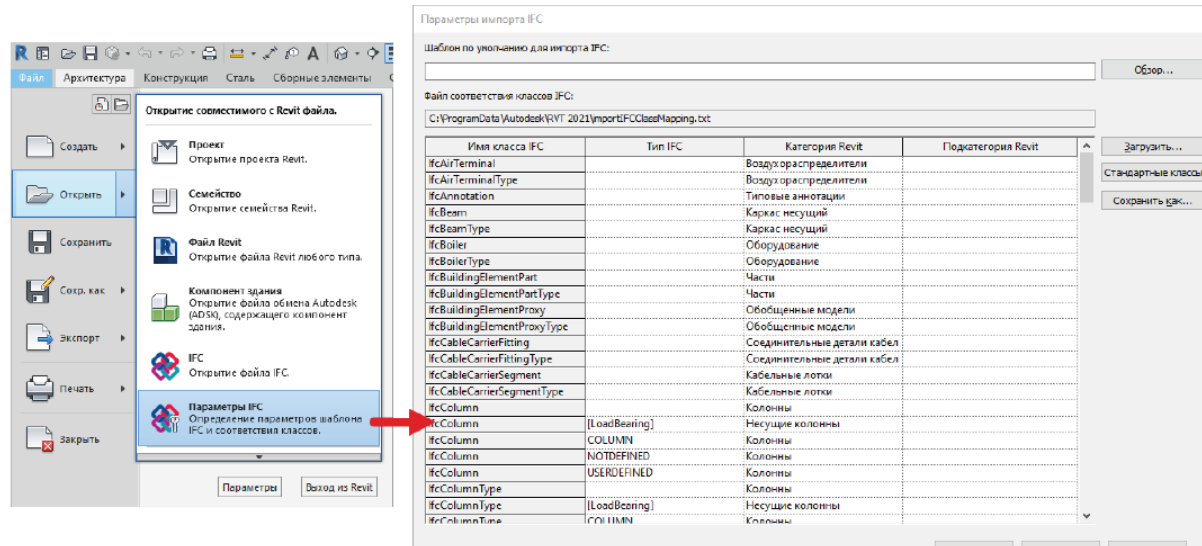 Файл Архитектура Конструкция Сталь Сборные элементы
Открытие совместимого с Revit файла.
Создать
Открыть
Сохранить
Сохр. как
Экспорт
Печать
Закрыть
Проект
Открытие проекта Revit.
Семейство
Открытие семейства Revit.
Файл Revit
Открытие файла Revit любого типа.
Компонент здания
Открытие файла обмена Autodesk
(ADSK), содержащего компонент
здания.
IFC
Открытие файла IFC.
Параметры IFC
Определение параметров шаблона
IFC и соответствия классов.
Параметры Выход из Revit
Параметры импорта IFC
Шаблон по умолчанию для импорта IFC:
Обзор...
Файл соответствия классов IFC:
C:\ProgramData\Autodesk\RVT 2021\importIFCClassMapping.txt
Имя класса IFC Тип IFC Категория Revit Подкатегория Revit
IfcAirTerminal Воздухораспределители
IfcAirTerminalType Воздухораспределители
IfcAnnotation Типовые аннотации
IfcBeam Каркас несущий
IfcBeamType Каркас несущий
IfcBoiler Оборудование
IfcBoilerType Оборудование
IfcBuildingElementPart Части
IfcBuildingElementPartType Части
IfcBuildingElementProxy Обобщенные модели
IfcBuildingElementProxyType Обобщенные модели
IfcCableCarrierFitting Соединительные детали кабел
IfcCableCarrierFittingType Соединительные детали кабел
IfcCableCarrierSegment Кабельные лотки
IfcCableCarrierSegmentType Кабельные лотки
IfcColumn Колонны
IfcColumn [LoadBearing] Несущие колонны
IfcColumn COLUMN Колонны
IfcColumn NOTDEFINED Колонны
IfcColumn USERDEFINED Колонны
IfcColumnType Колонны
IfcColumnType [LoadBearing] Несущие колонны
IfcColumnType COLUMN Колонны
Загрузить...
Стандартные классы
Сохранить как...